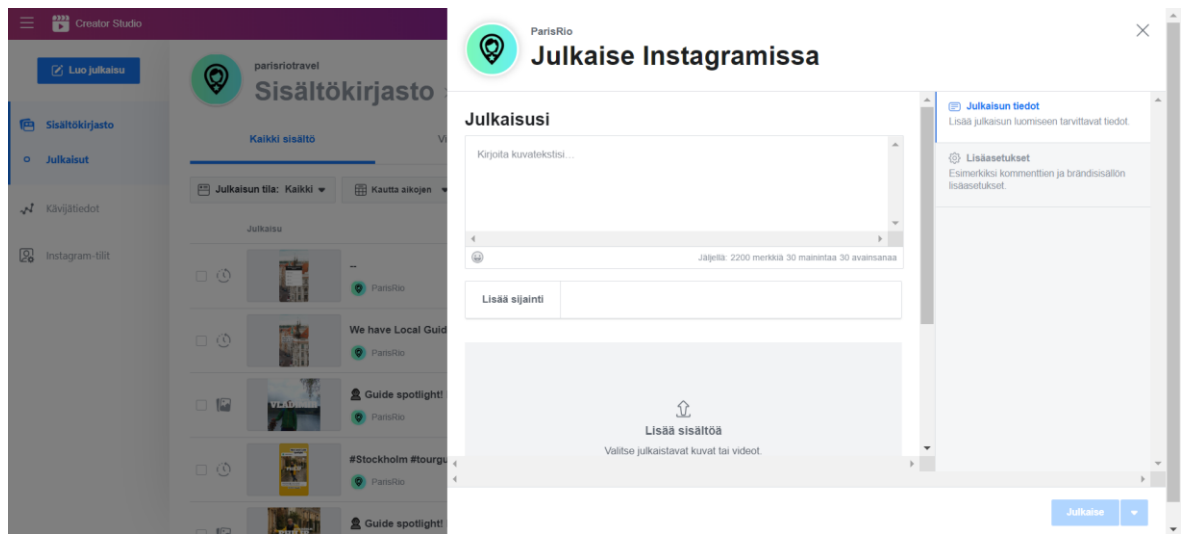 Creator Studio
Luo julkaisu
Sisältökirjasto
Julkaisut
Kävijätiedot
Instagram-tilit
parisriotravel
Sisältökirjasto
Kaikki sisältö
Vi
Julkaisun tila: Kaikki
Kautta aikojen
Julkaisu
--
ParisRio
We have Local Guid
ParisRio
Guide spotlight!
ParisRio
#Stockholm #tourgu
ParisRio
Guide spotlight!
ParisRio
Julkaise Instagramissa
Julkaisusi
Kirjoita kuvatekstisi...
Jäljellä: 2200 merkkiä 30 mainintaa 30 avainsanaa
Lisää sijainti
Lisää sisältöä
Valitse julkaistavat kuvat tai videot.
Julkaisun tiedot
Lisää julkaisun luomiseen tarvittavat tiedot.
Lisäasetukset
Esimerkiksi kommenttien ja brändisisällön
lisäasetukset.
Julkaise